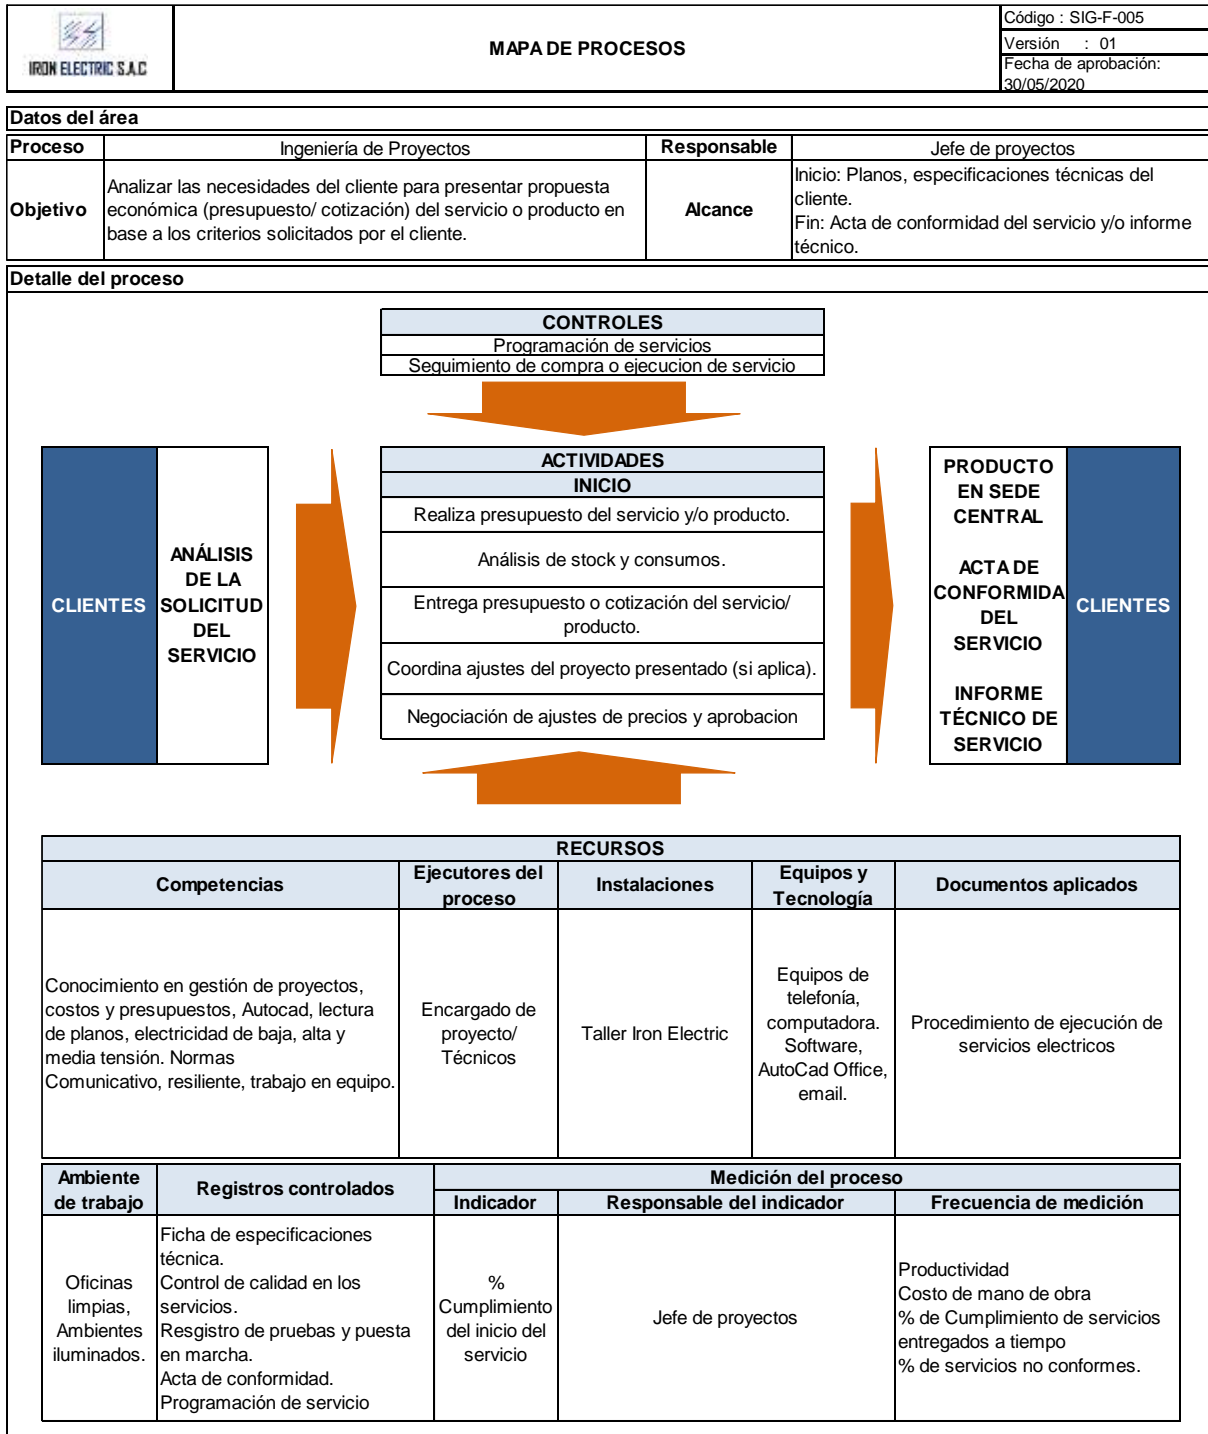 IRON ELECTRIC S.A.C
MAPA DE PROCESOS
Código : SIG-F-005
Versión : 01
Fecha de aprobación:
30/05/2020
Datos del área
Proceso
Ingeniería de Proyectos
Responsable
Jefe de proyectos
Objetivo
Analizar las necesidades del cliente para presentar propuesta
económica (presupuesto/ cotización) del servicio o producto en
base a los criterios solicitados por el cliente.
Alcance
Inicio: Planos, especificaciones técnicas del
cliente.
Fin: Acta de conformidad del servicio y/o informe
técnico.
Detalle del proceso
CONTROLES
Programación de servicios
Seguimiento de compra o ejecucion de servicio
CLIENTES
ANÁLISIS
DE LA
SOLICITUD
DEL
SERVICIO
ACTIVIDADES
INICIO
Realiza presupuesto del servicio y/o producto.
Análisis de stock y consumos.
Entrega presupuesto o cotización del servicio/
producto.
Coordina ajustes del proyecto presentado (si aplica).
Negociación de ajustes de precios y aprobacion
PRODUCTO
EN SEDE
CENTRAL
ACTA DE
CONFORMIDA
DEL
SERVICIO
INFORME
TÉCNICO DE
SERVICIO
CLIENTES
RECURSOS
Competencias
Ejecutores del
proceso
Instalaciones
Equipos y
Tecnología
Documentos aplicados
Conocimiento en gestión de proyectos,
costos y presupuestos, Autocad, lectura
de planos, electricidad de baja, alta y
media tensión. Normas
Comunicativo, resiliente, trabajo en equipo.
Encargado de
proyecto/
Técnicos
Taller Iron Electric
Equipos de
telefonía,
computadora.
Software,
AutoCad Office,
email.
Procedimiento de ejecución de
servicios electricos
Ambiente
de trabajo
Registros controlados
Medición del proceso
Indicador
Responsable del indicador
Frecuencia de medición
Oficinas
limpias,
Ambientes
iluminados.
Ficha de especificaciones
técnica.
Control de calidad en los
servicios.
Resgistro de pruebas y puesta
en marcha.
Acta de conformidad.
Programación de servicio
%
Cumplimiento
del inicio del
servicio
Jefe de proyectos
Productividad
Costo de mano de obra
% de Cumplimiento de servicios
entregados a tiempo
% de servicios no conformes.